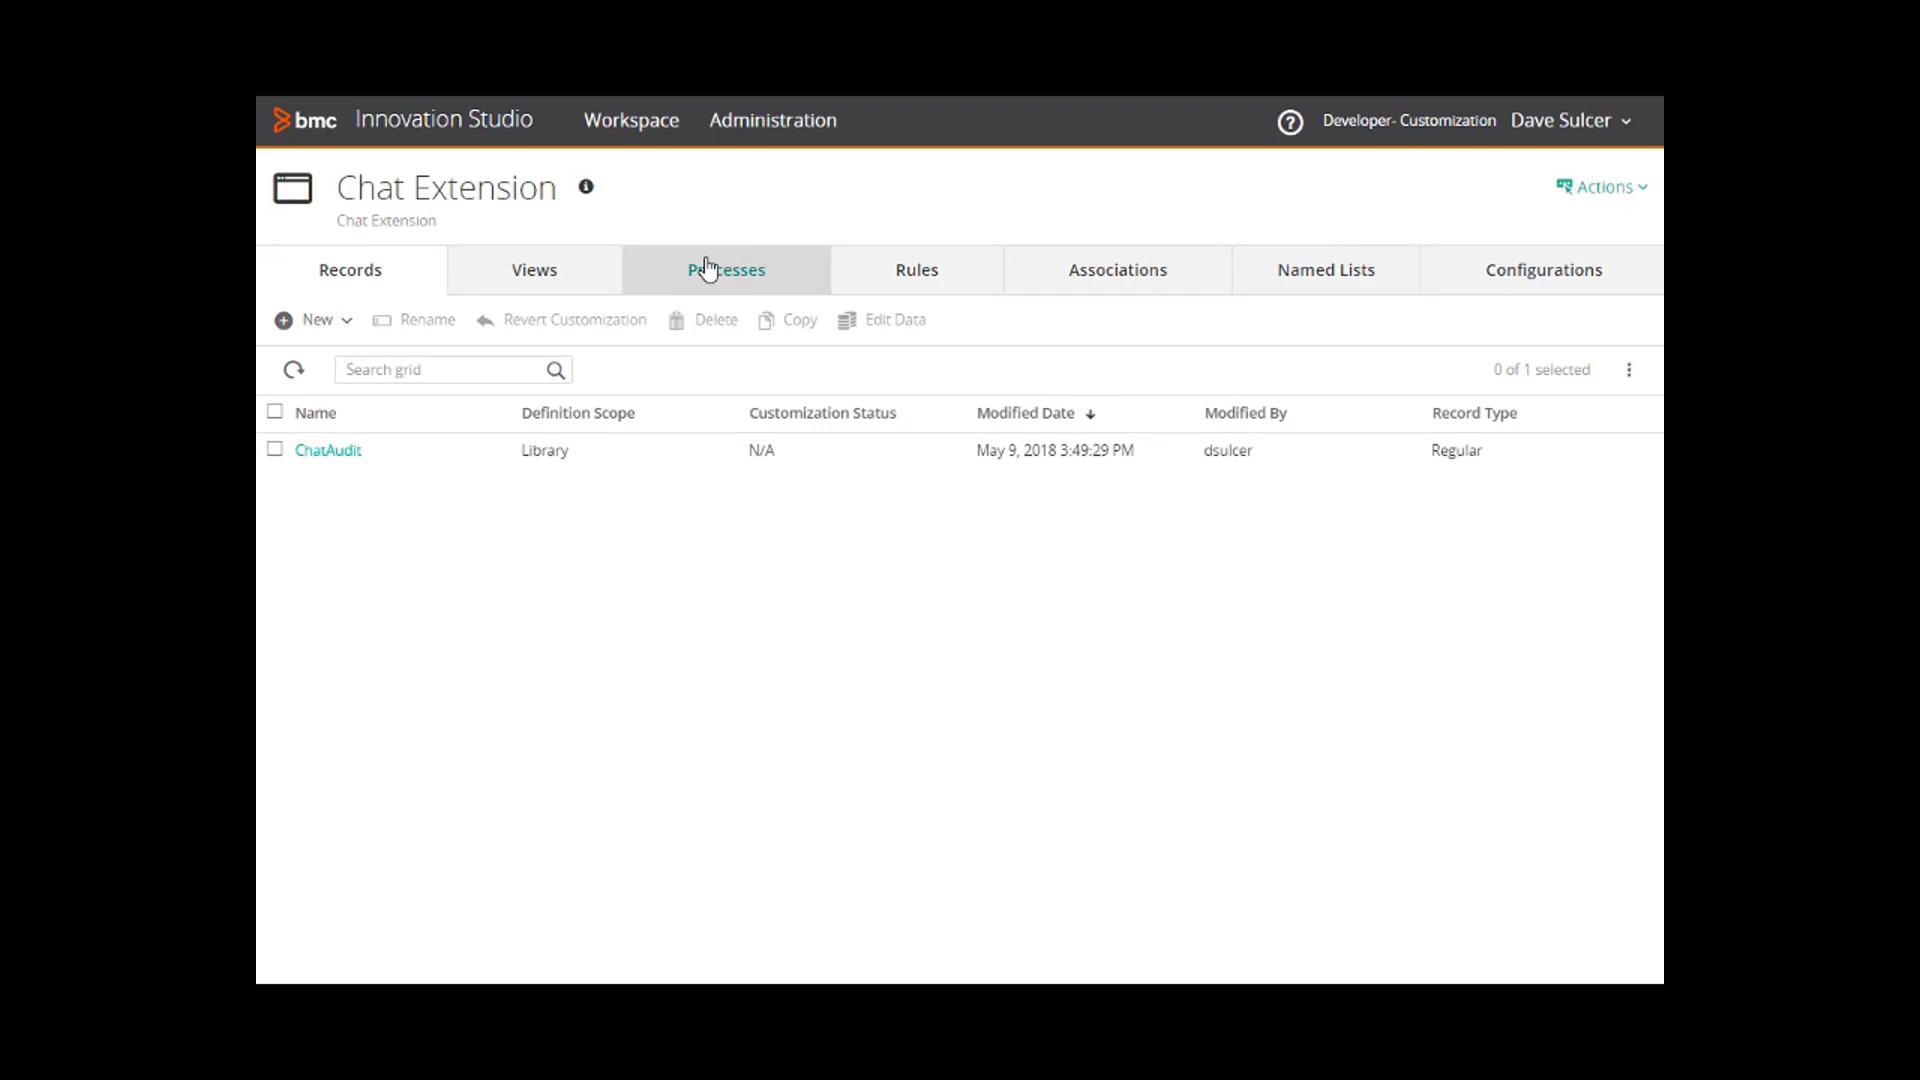 bmc Innovation Studio Workspace Administration Developer- Customization Dave Sulcer
Chat Extension
Chat Extension
Actions
Records Views Processes Rules Associations Named Lists Configurations
New Rename Revert Customization Delete Copy Edit Data
Search grid 0 of 1 selected
Name Definition Scope Customization Status Modified Date Modified By Record Type
ChatAudit Library N/A May 9, 2018 3:49:29 PM dsulcer Regular